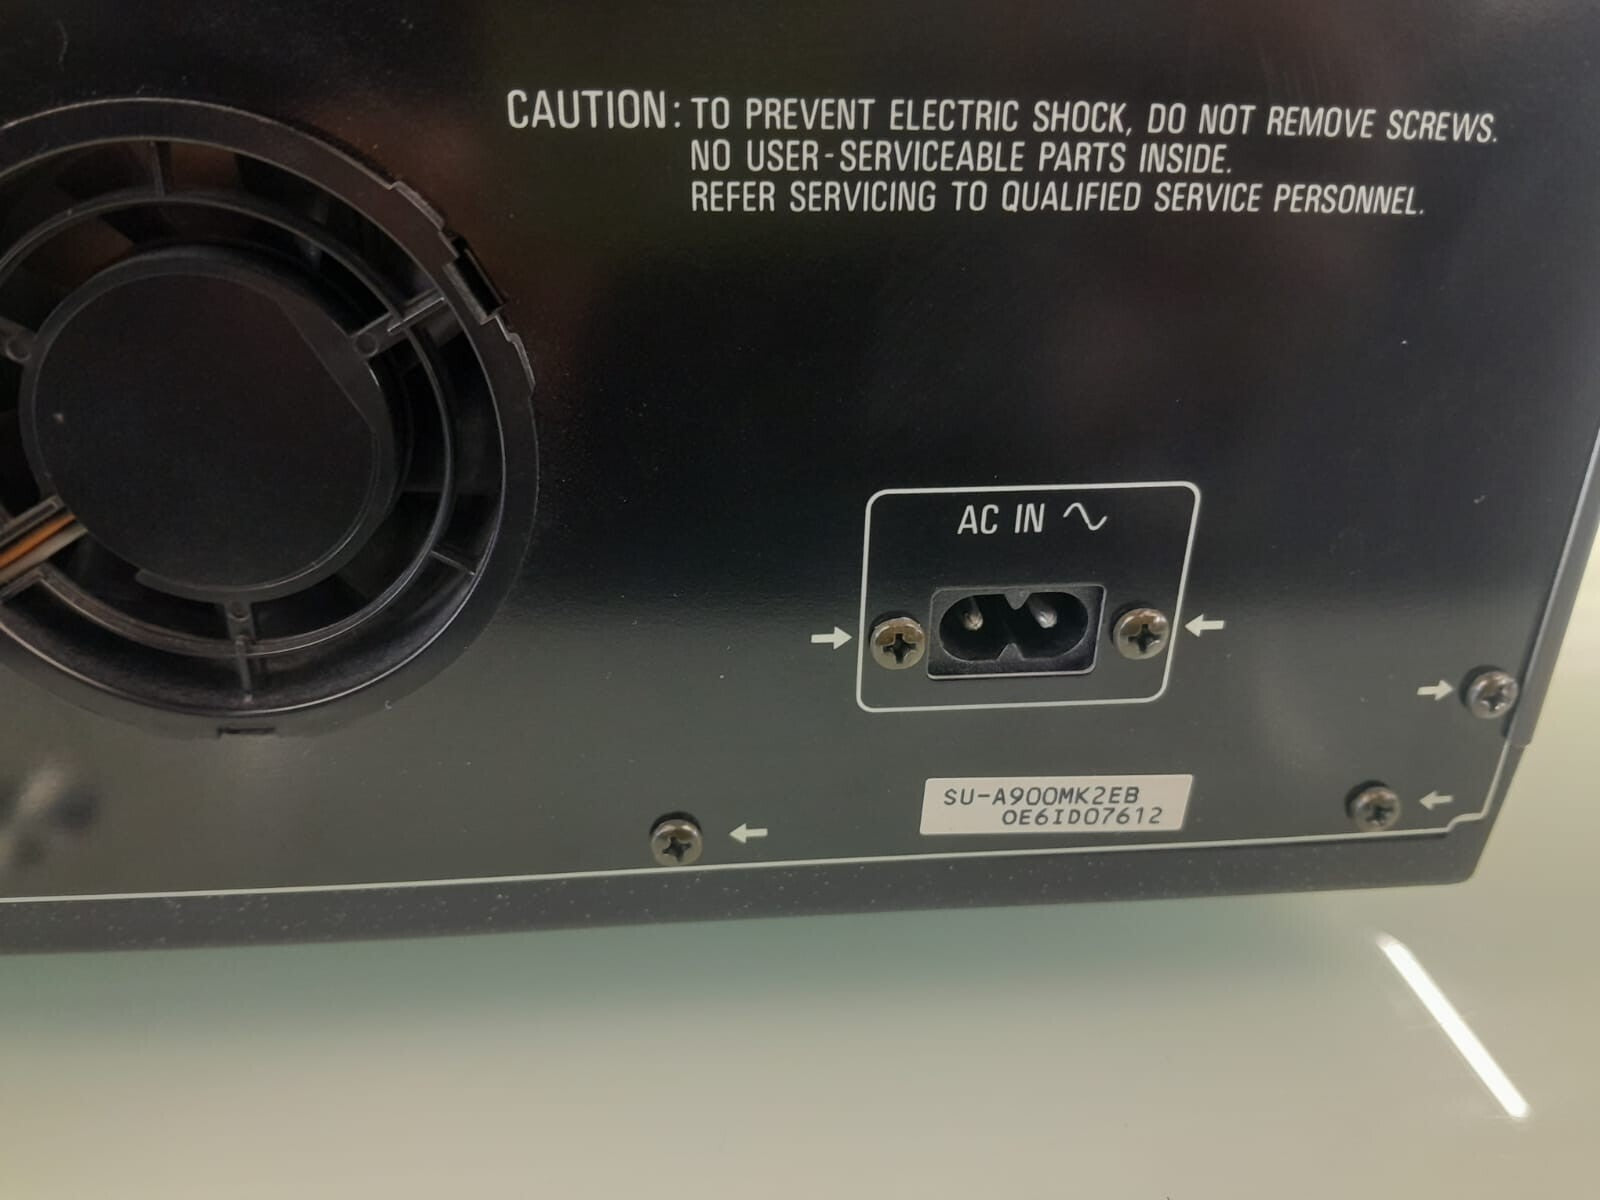 CAUTION: TO PREVENT ELECTRIC SHOCK, DO NOT REMOVE SCREWS.
NO USER-SERVICEABLE PARTS INSIDE.
REFER SERVICING TO QUALIFIED SERVICE PERSONNEL.
AC IN ∿
SU-A900MK2EB
OE6IDO7612